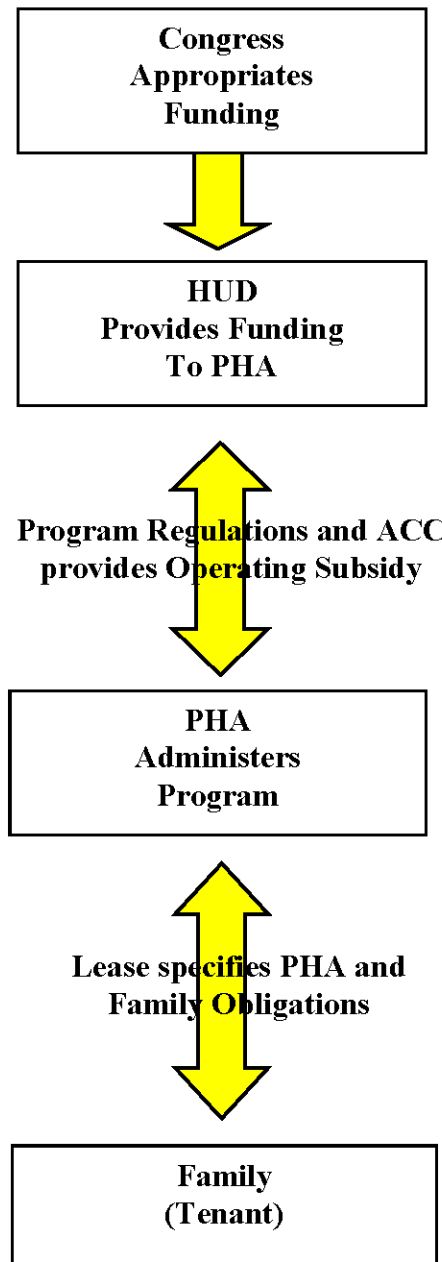 Congress
Appropriates
Funding
HUD
Provides Funding
To PHA
Program Regulations and ACC
provides Operating Subsidy
PHA
Administers
Program
Lease specifies PHA and
Family Obligations
Family
(Tenant)